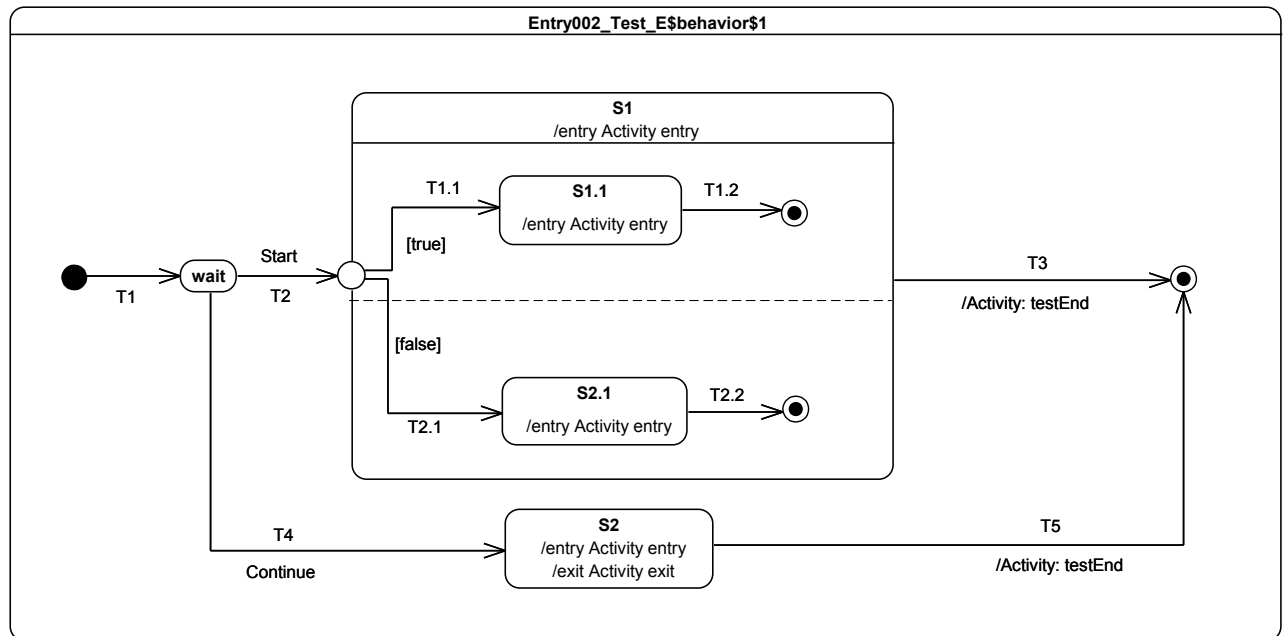 Entry002_Test_E$behavior$1
S1
/entry Activity entry
T1.1
S1.1
/entry Activity entry
T1.2
[true]
Start
wait
T1
T2
T3
/Activity: testEnd
[false]
S2.1
/entry Activity entry
T2.1
T2.2
T4
Continue
S2
/entry Activity entry
/exit Activity exit
T5
/Activity: testEnd